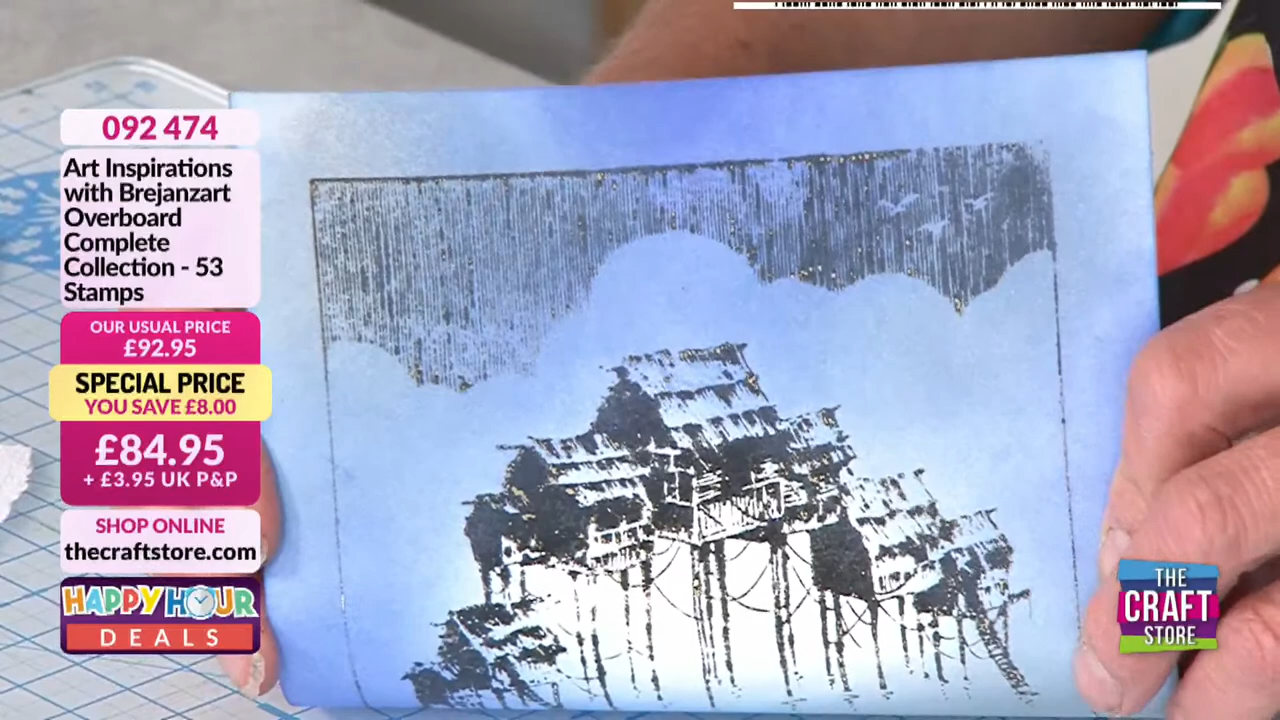 092 474
Art Inspirations
with Brejanzart
Overboard
Complete
Collection - 53
Stamps
OUR USUAL PRICE
£92.95
SPECIAL PRICE
YOU SAVE £8.00
£84.95
+ £3.95 UK P&P
SHOP ONLINE
thecraftstore.com
HAPPY HOUR
DEALS
THE
CRAFT
STORE